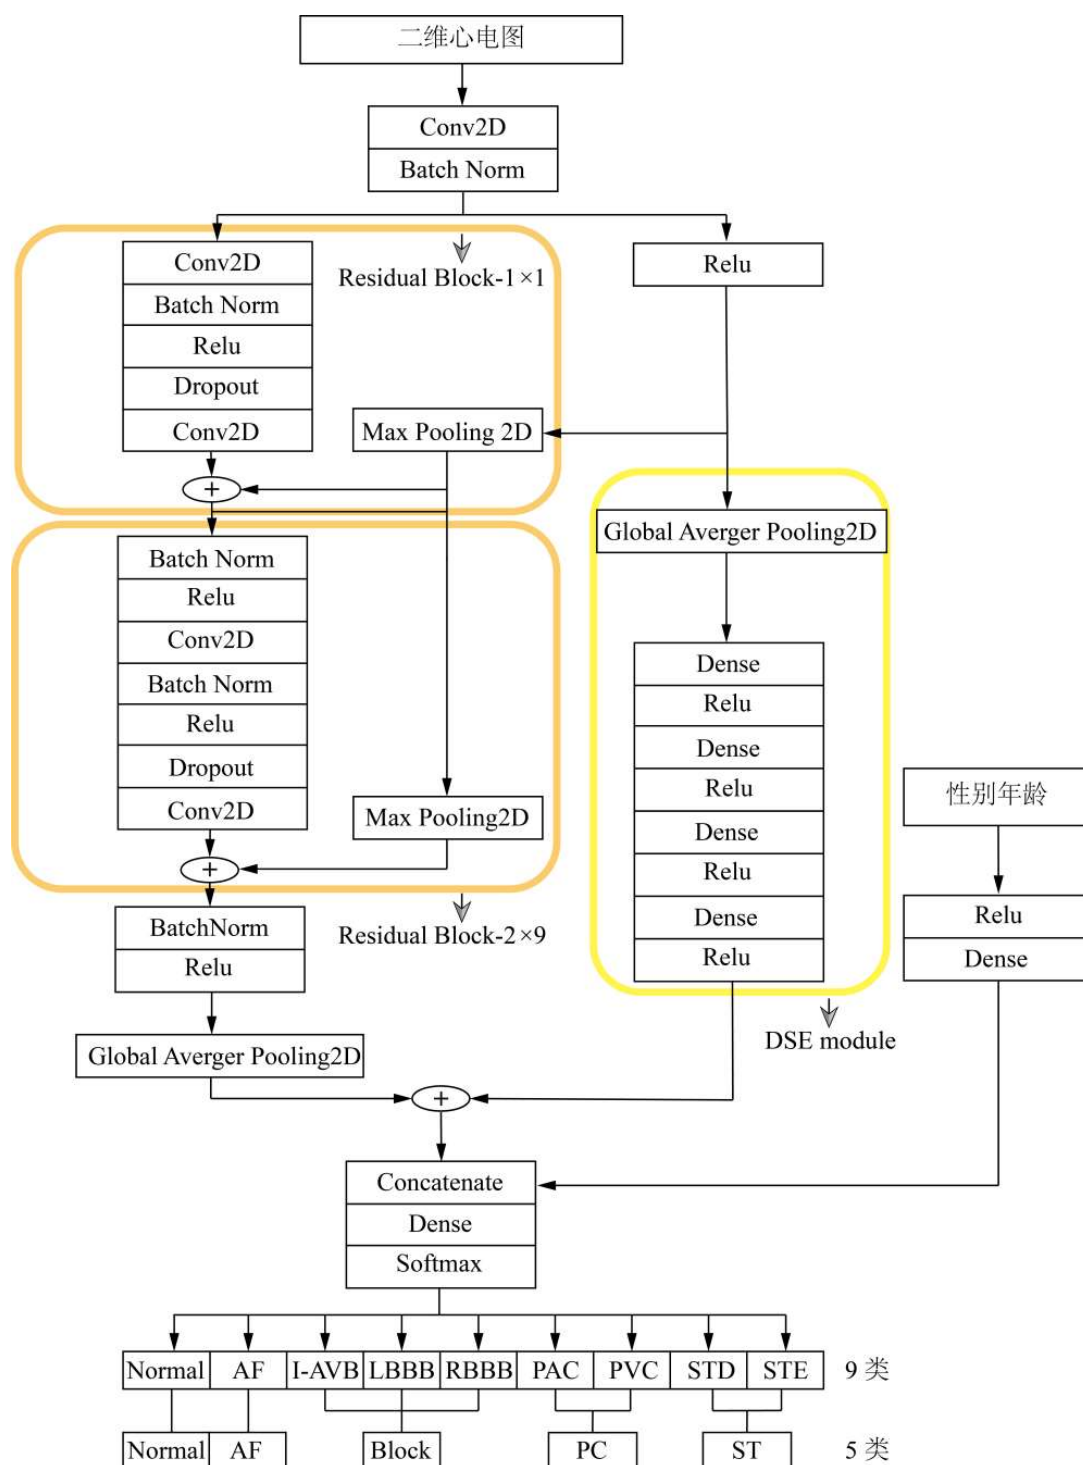 二维心电图
Conv2D
Batch Norm
Conv2D
Batch Norm
Relu
Dropout
Conv2D
Residual Block-1×1
Max Pooling 2D
Relu
+
Batch Norm
Relu
Conv2D
Batch Norm
Relu
Dropout
Conv2D
Max Pooling2D
+
Residual Block-2×9
BatchNorm
Relu
Global Averger Pooling2D
Global Averger Pooling2D
Dense
Relu
Dense
Relu
Dense
Relu
Dense
Relu
DSE module
性别年龄
Relu
Dense
+
Concatenate
Dense
Softmax
Normal AF I-AVB LBBB RBBB PAC PVC STD STE 9 类
Normal AF Block PC ST 5 类